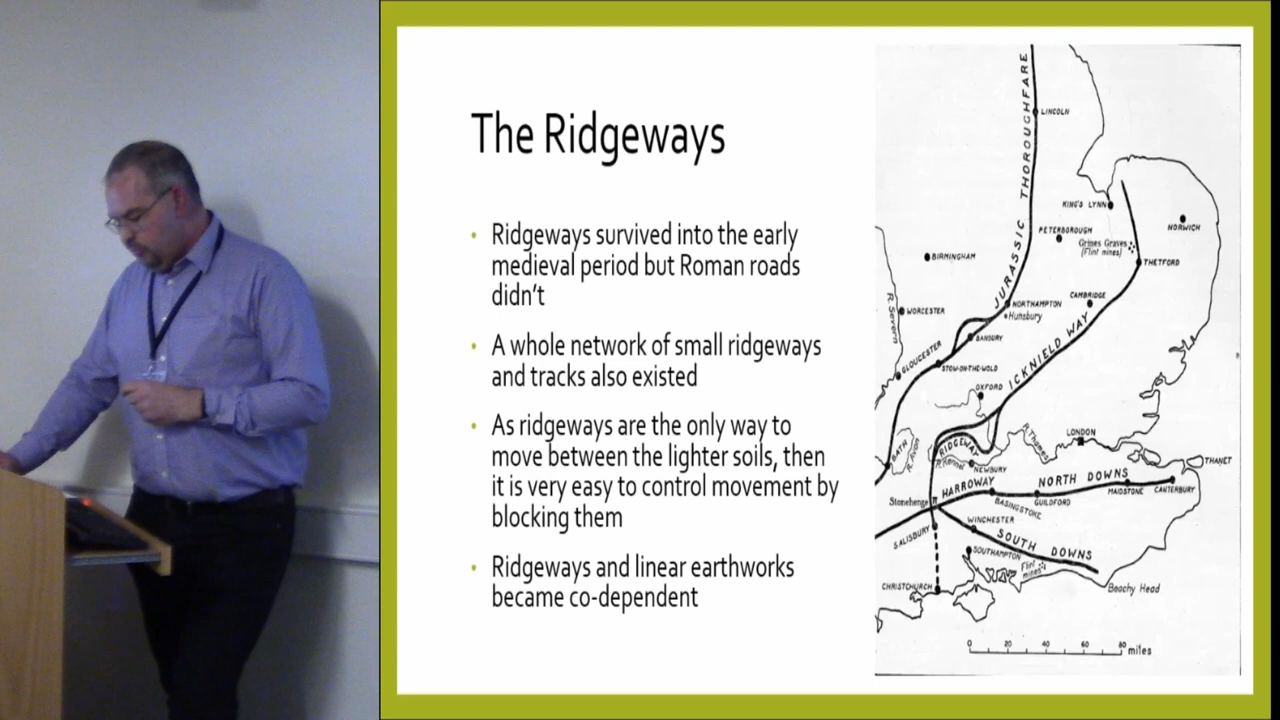 The Ridgeways
• Ridgeways survived into the early
medieval period but Roman roads
didn't
• A whole network of small ridgeways
and tracks also existed
• As ridgeways are the only way to
move between the lighter soils, then
it is very easy to control movement by
blocking them
• Ridgeways and linear earthworks
became co-dependent
JURASSIC THOROUGHFARE
LINCOLN
KING'S LYNN
NORWICH
PETERBOROUGH
Grimes Graves
(Flint mines)
BIRMINGHAM
THETFORD
R. Severn
WORCESTER
NORTHAMPTON
CAMBRIDGE
Hunsbury
BANBURY
GLOUCESTER
STOW-ON-THE-WOLD
ICKNIELD WAY
OXFORD
BATH
R. Avon
RIDGEWAY
R. Kennet
NEWBURY
R. Thames
LONDON
THANET
Stonehenge
HARROWAY
NORTH DOWNS
BASINGSTOKE
GUILDFORD
MAIDSTONE
CANTERBURY
SALISBURY
WINCHESTER
SOUTH DOWNS
SOUTHAMPTON
Flint
mines
CHRISTCHURCH
Beachy Head
0 20 40 60 80 miles